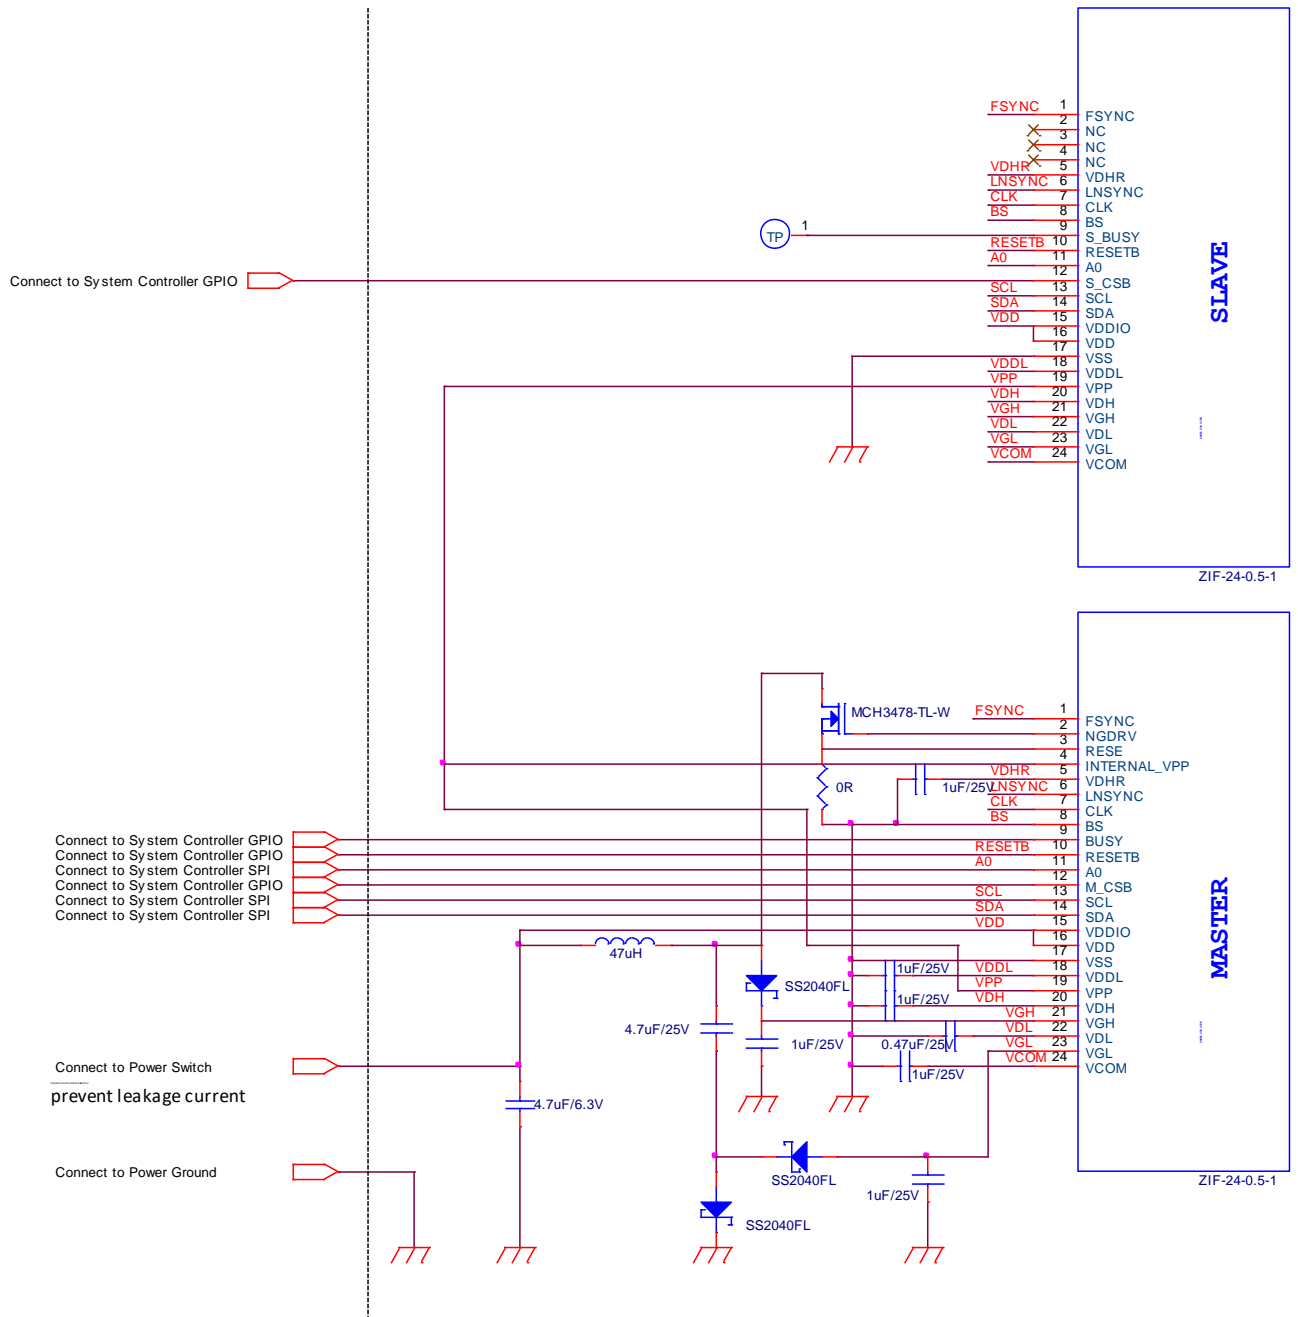 FSYNC 1 FSYNC
2 NC
3 NC
4 NC
VDHR 5 VDHR
LNSYNC 6 LNSYNC
CLK 7 CLK
BS 8 BS
TP 1 9 S_BUSY
RESETB 10 RESETB
A0 11 A0
Connect to System Controller GPIO 12 S_CSB
SCL 13 SCL
SDA 14 SDA
VDD 15 VDDIO
16 VDD
17 VSS
VDDL 18 VDDL
VPP 19 VPP
VDH 20 VDH
VGH 21 VGH
VDL 22 VDL
VGL 23 VGL
VCOM 24 VCOM
SLAVE
ZIF-24-0.5-1
MCH3478-TL-W
FSYNC 1 FSYNC
2 NGDRV
3 RESE
4 INTERNAL_VPP
VDHR 5 VDHR
0R
1uF/25V
LNSYNC 6 LNSYNC
CLK 7 CLK
BS 8 BS
Connect to System Controller GPIO 9 BUSY
Connect to System Controller GPIO RESETB 10 RESETB
Connect to System Controller SPI A0 11 A0
Connect to System Controller GPIO 12 M_CSB
Connect to System Controller SPI SCL 13 SCL
Connect to System Controller SPI SDA 14 SDA
VDD 15 VDDIO
16 VDD
47uH
17 VSS
1uF/25V VDDL 18 VDDL
SS2040FL VPP 19 VPP
1uF/25V VDH 20 VDH
VGH 21 VGH
4.7uF/25V VDL 22 VDL
1uF/25V 0.47uF/25V VGL 23 VGL
VCOM 24 VCOM
1uF/25V
MASTER
Connect to Power Switch
prevent leakage current
4.7uF/6.3V
Connect to Power Ground
SS2040FL
1uF/25V
SS2040FL
ZIF-24-0.5-1